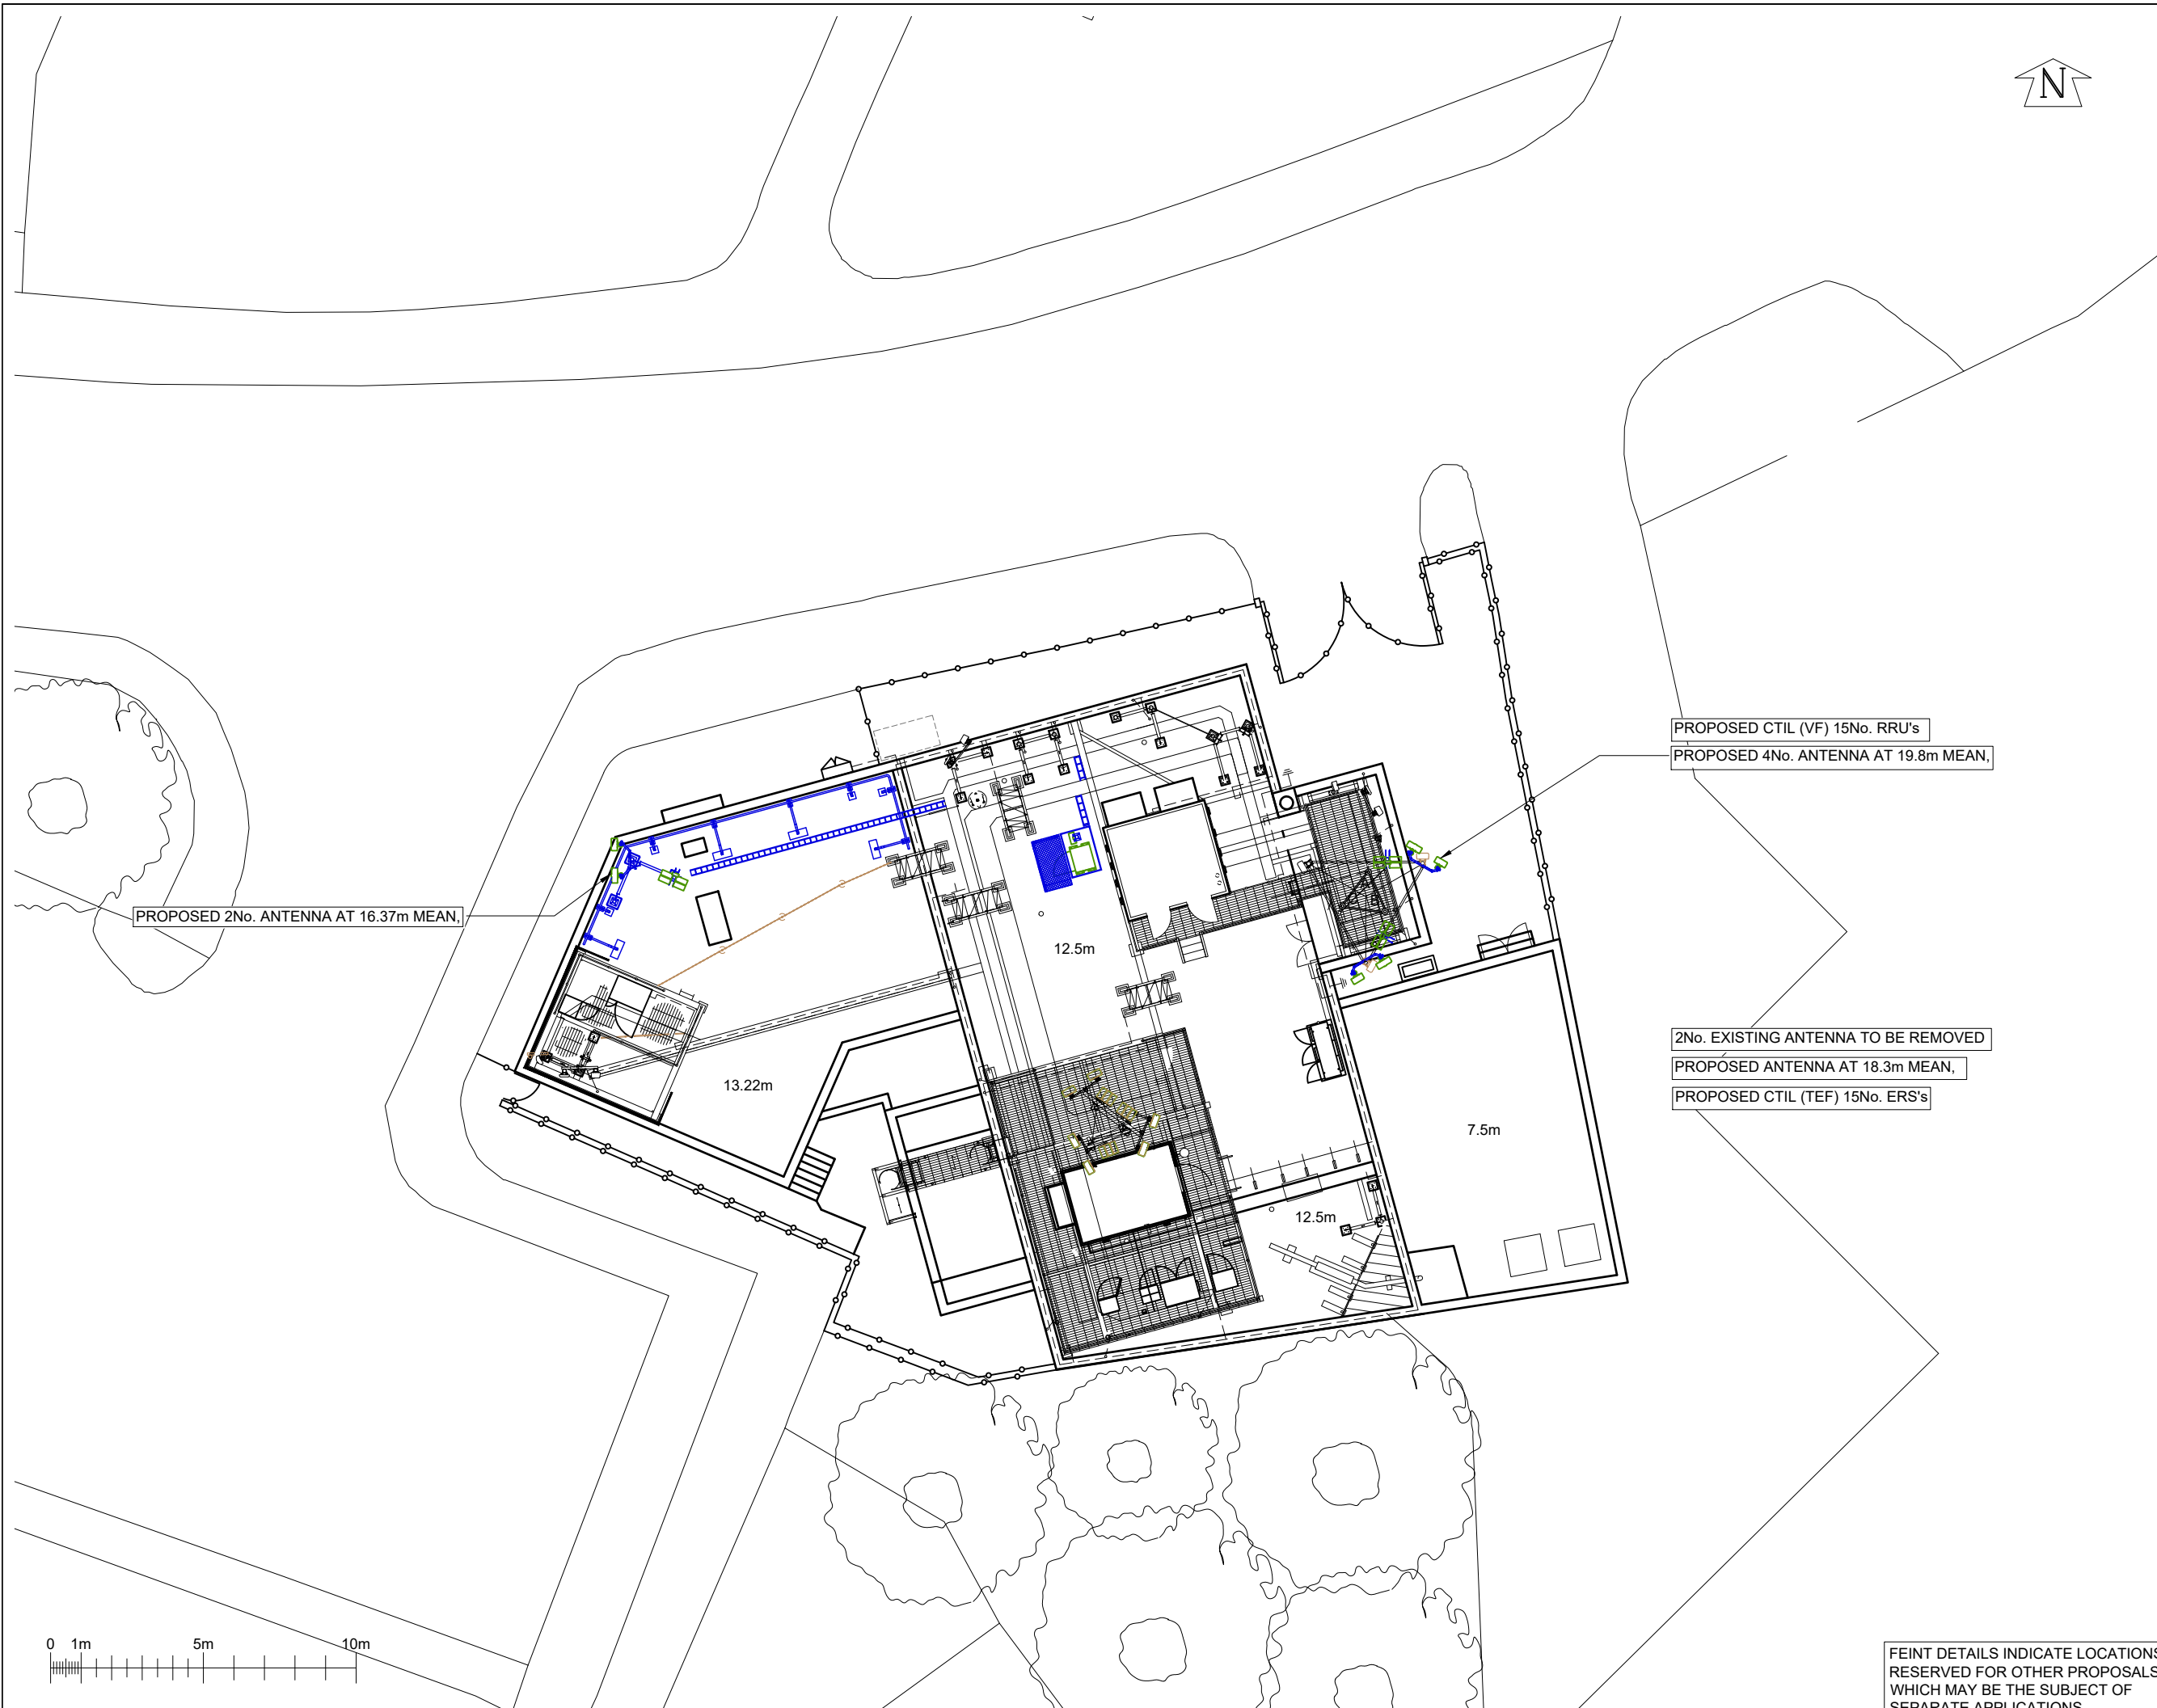 N
PROPOSED CTIL (VF) 15No. RRU's
PROPOSED 4No. ANTENNA AT 19.8m MEAN,
PROPOSED 2No. ANTENNA AT 16.37m MEAN,
12.5m
2No. EXISTING ANTENNA TO BE REMOVED
PROPOSED ANTENNA AT 18.3m MEAN,
PROPOSED CTIL (TEF) 15No. ERS's
13.22m
7.5m
12.5m
0 1m 5m 10m
FEINT DETAILS INDICATE LOCATIONS
RESERVED FOR OTHER PROPOSALS
WHICH MAY BE THE SUBJECT OF
SEPARATE APPLICATIONS